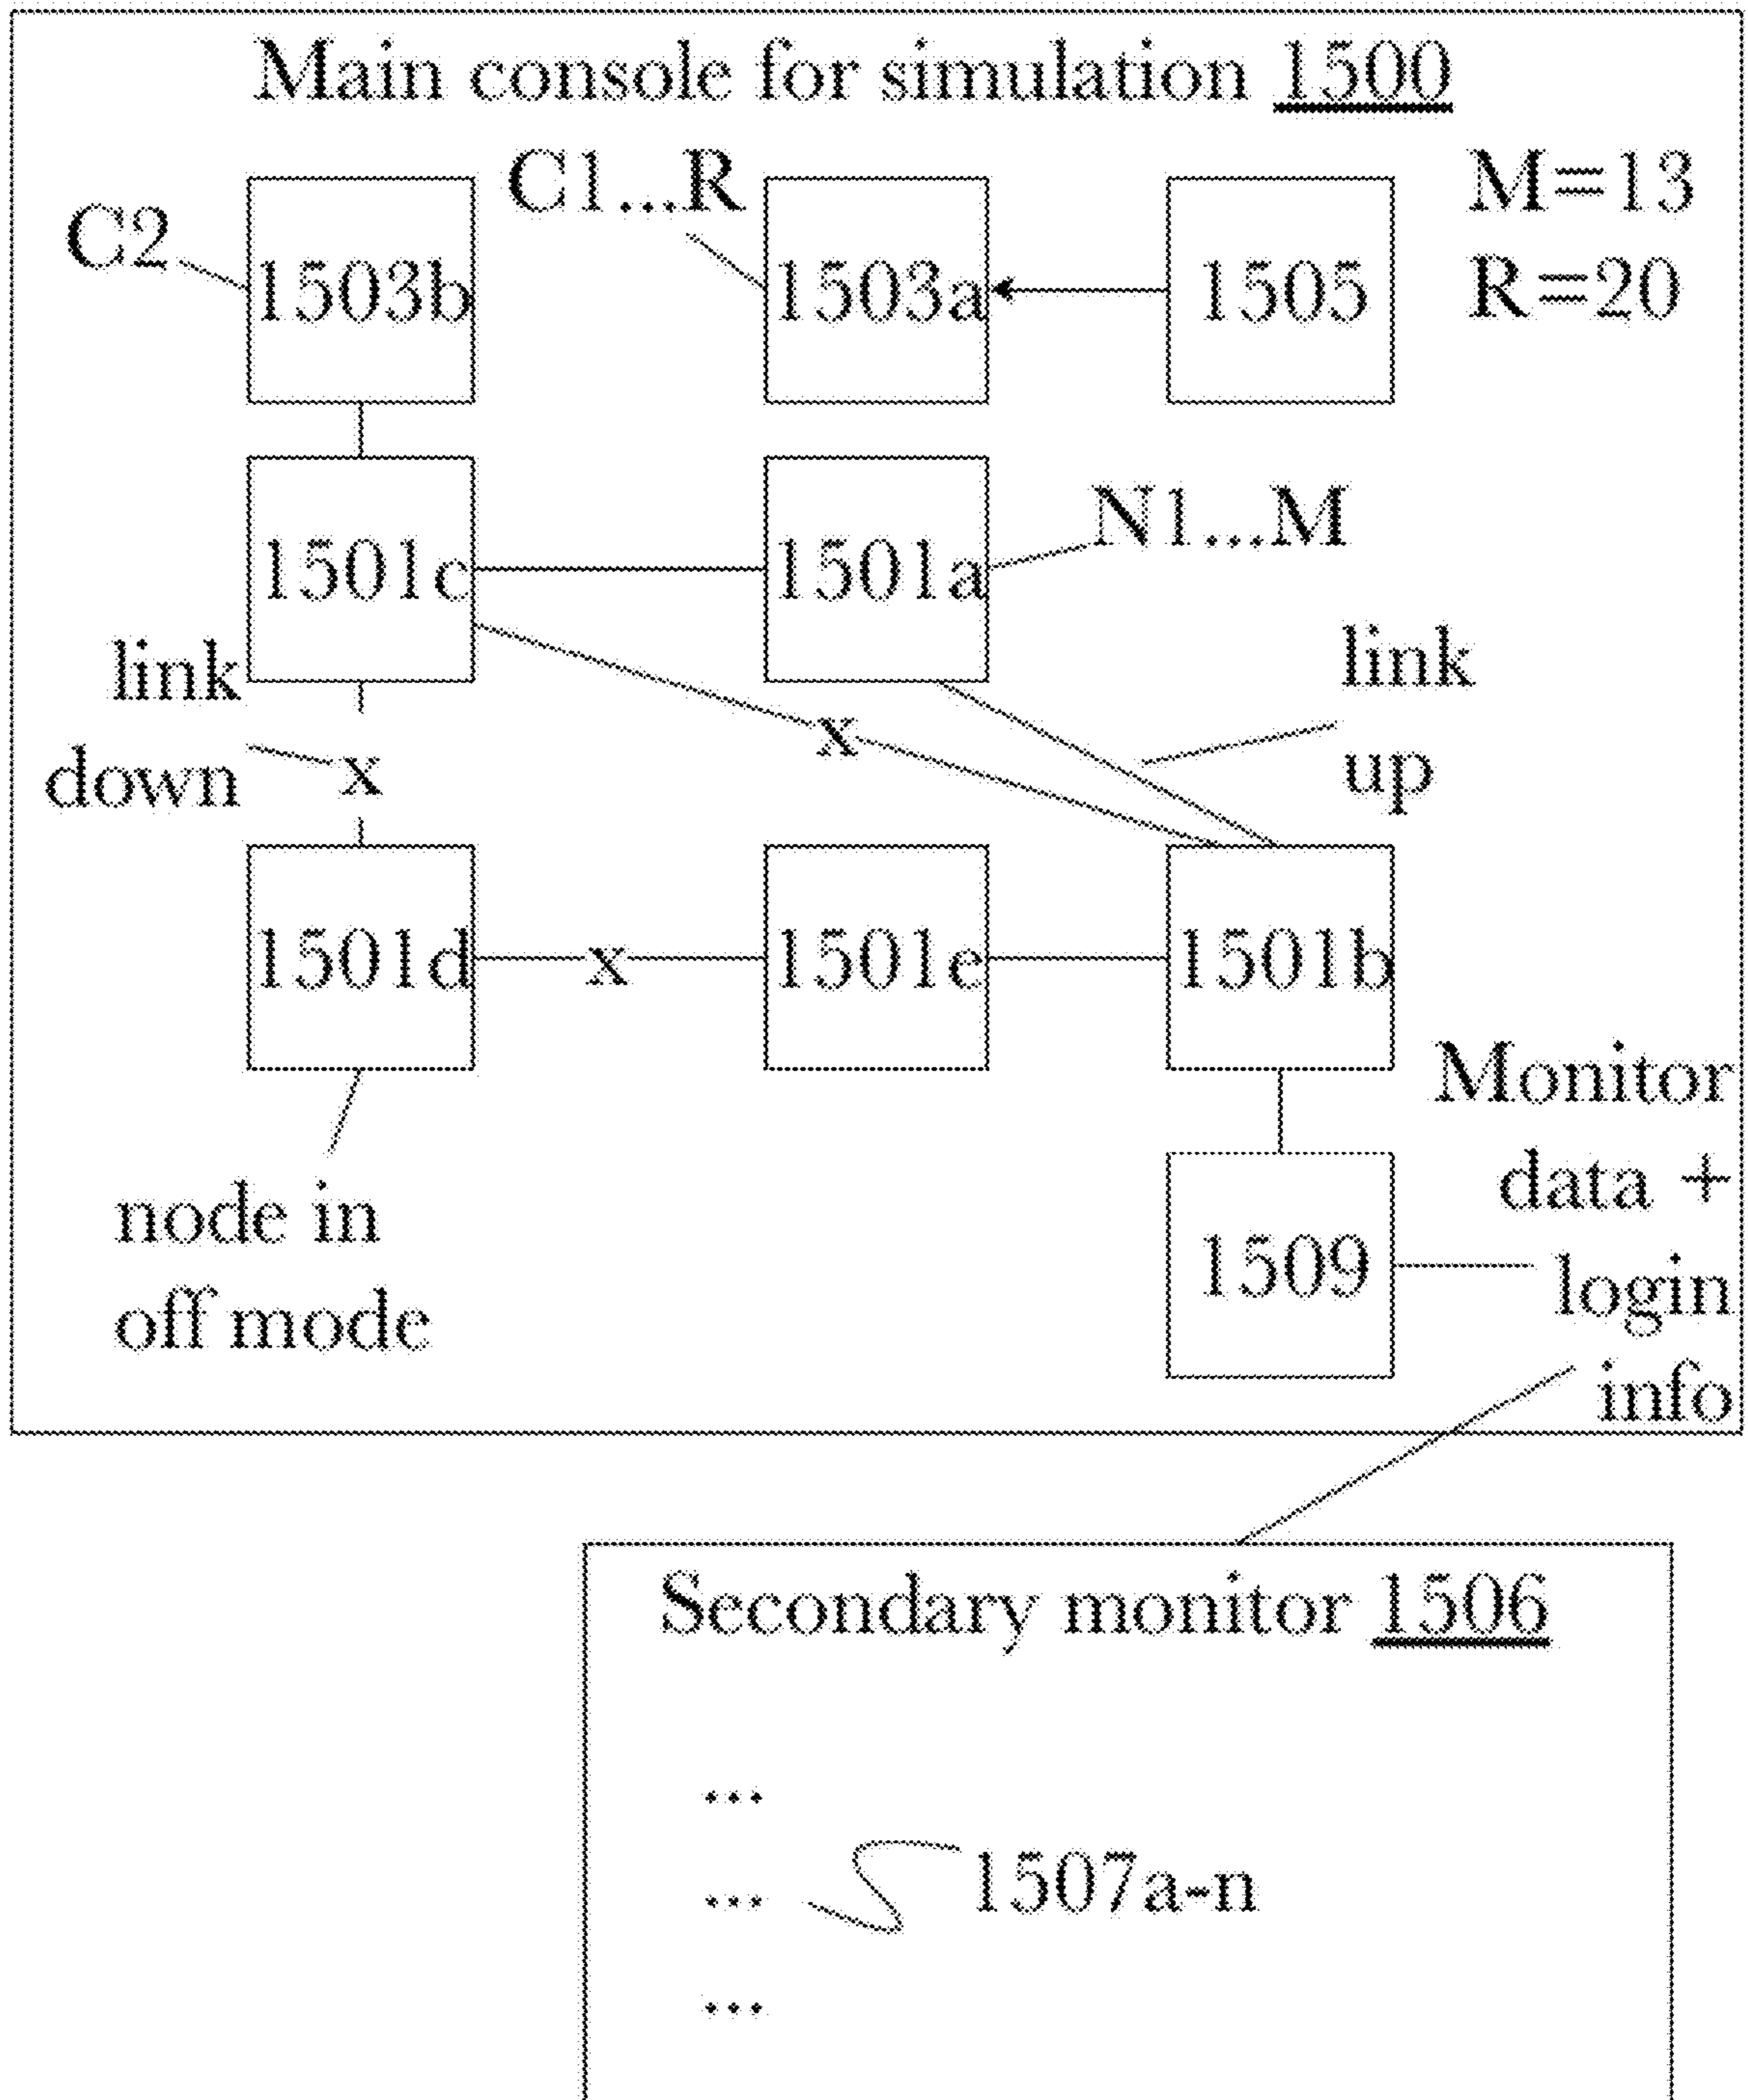 Main console for simulation 1500
C1...R
M=13
C2
1503b
1503a
1505
R=20
N1...M
1501c
1501a
link
down
x
x
link
up
1501d
x
1501e
1501b
Monitor
data +
login
info
node in
off mode
1509
Secondary monitor 1506
...
... 1507a-n
...